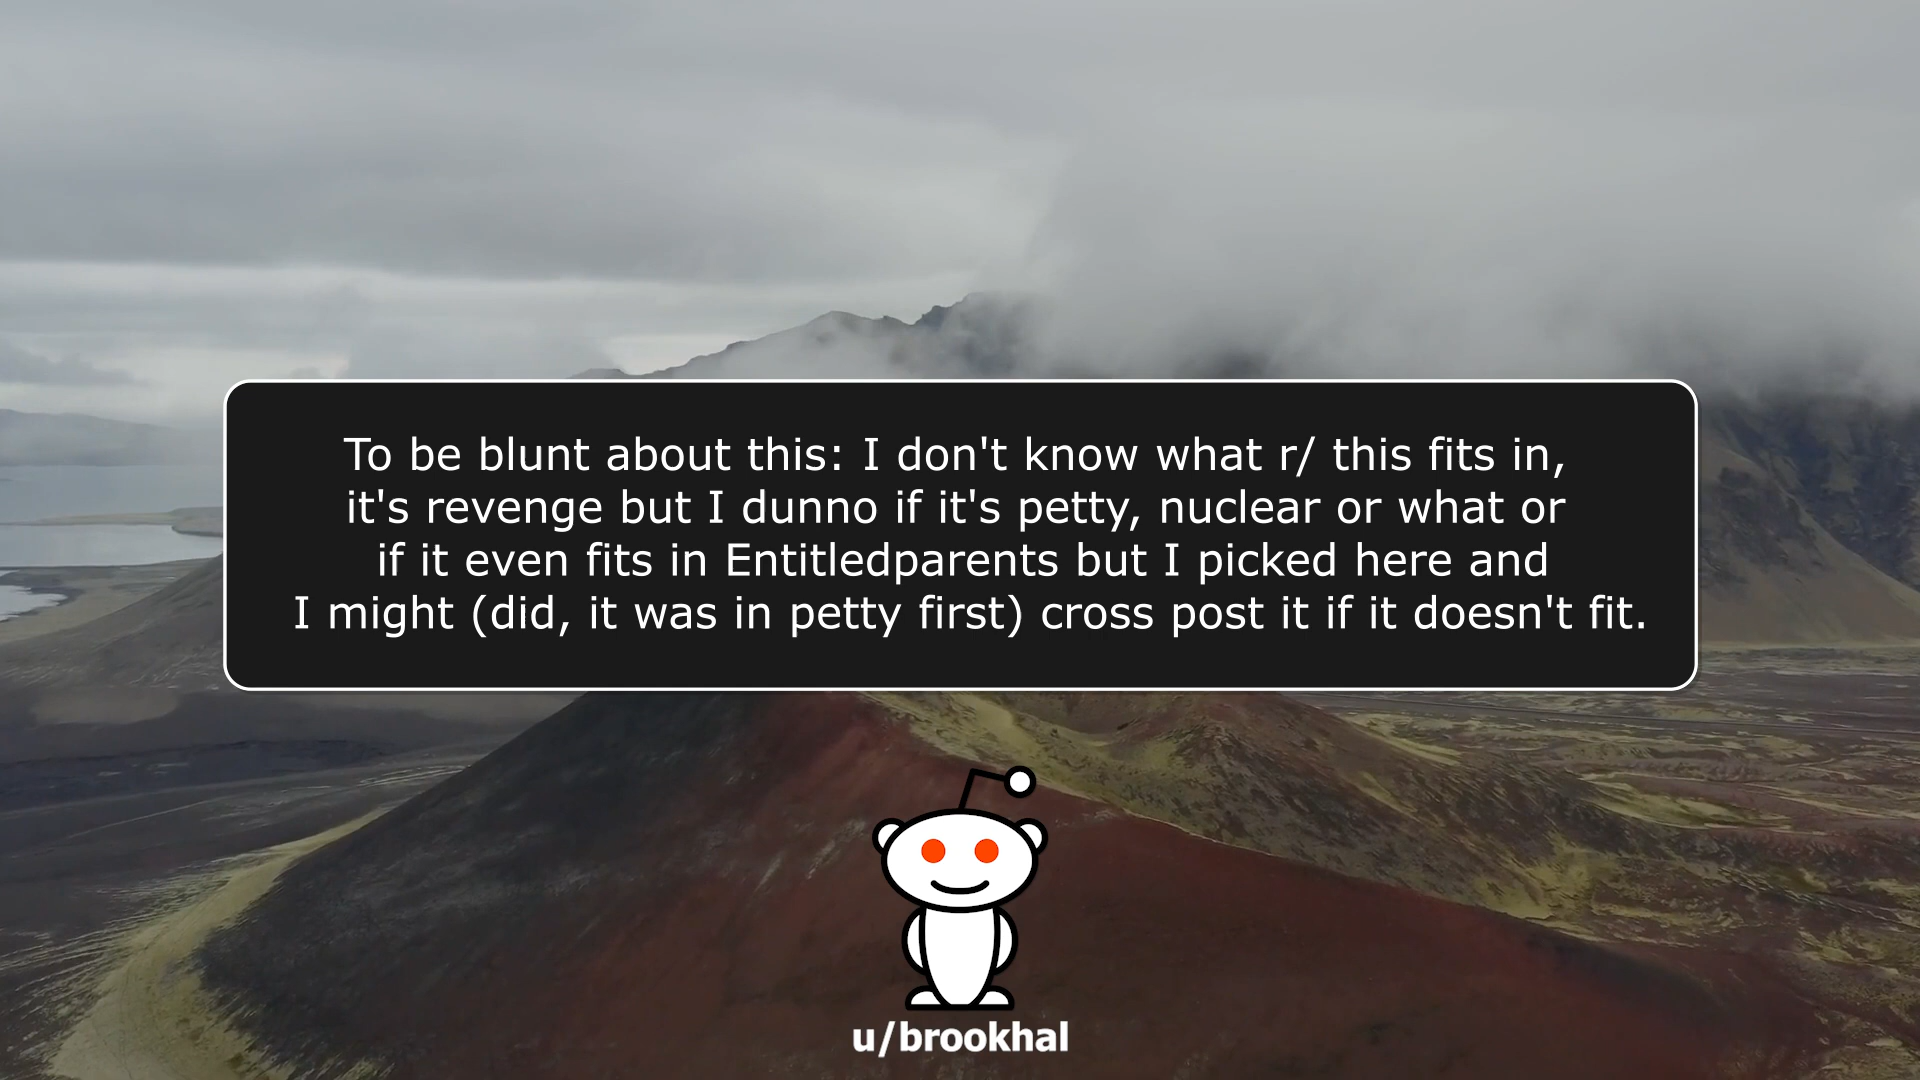 To be blunt about this: I don't know what r/ this fits in,
it's revenge but I dunno if it's petty, nuclear or what or
if it even fits in Entitledparents but I picked here and
I might (did, it was in petty first) cross post it if it doesn't fit.
u/brookhal